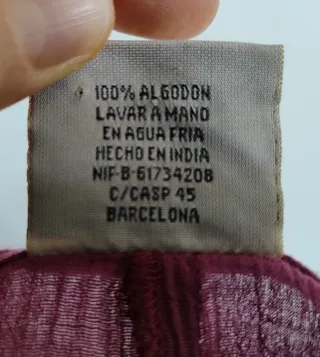 100% ALGODON
LAVAR A MANO
EN AGUA FRIA
HECHO EN INDIA
NIF-B-61734208
C/CASP 45
BARCELONA